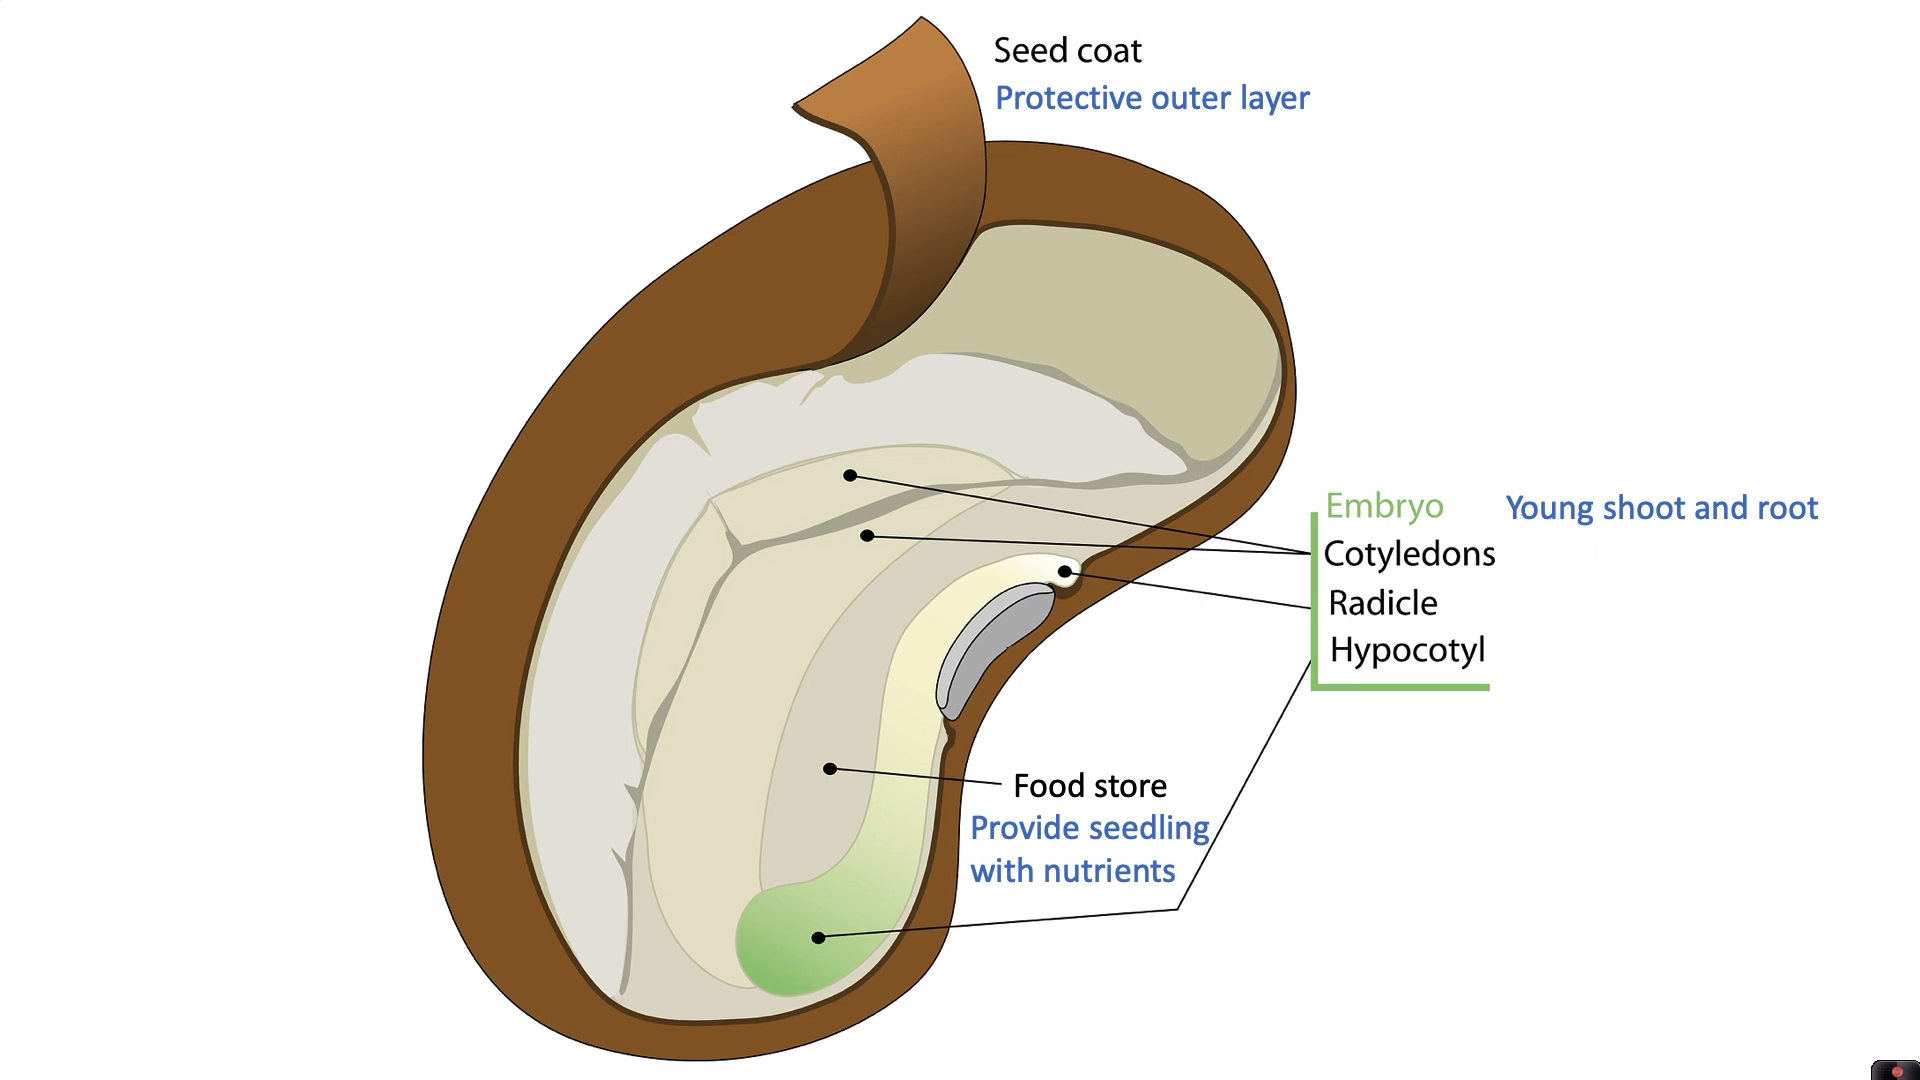 Seed coat
Protective outer layer
Embryo Young shoot and root
Cotyledons
Radicle
Hypocotyl
Food store
Provide seedling
with nutrients